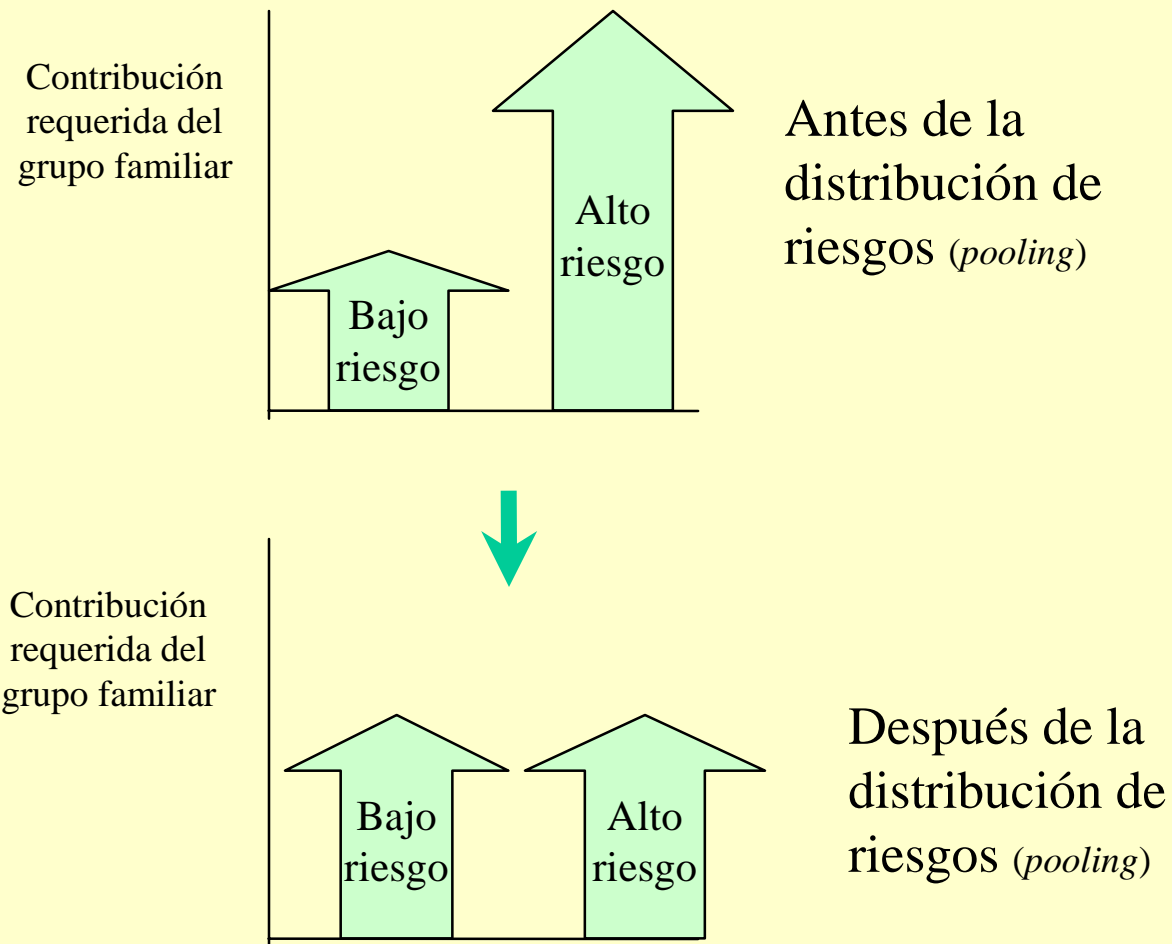 Contribución
requerida del
grupo familiar
Bajo
riesgo
Alto
riesgo
Antes de la
distribución de
riesgos (pooling)
Contribución
requerida del
grupo familiar
Bajo
riesgo
Alto
riesgo
Después de la
distribución de
riesgos (pooling)